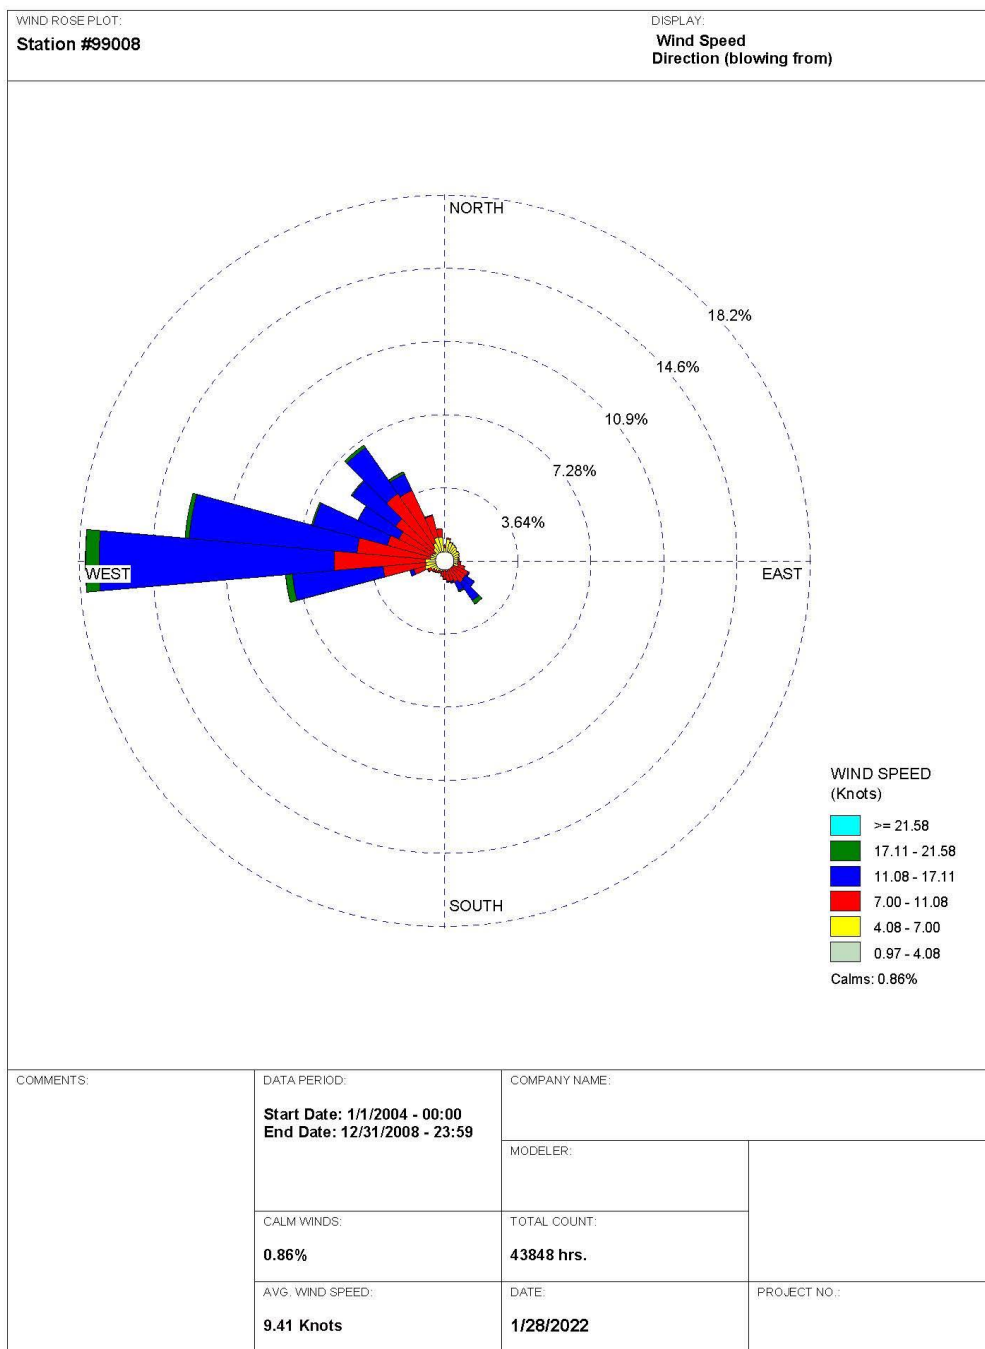 WIND ROSE PLOT:
Station #99008
DISPLAY:
Wind Speed
Direction (blowing from)
NORTH
18.2%
14.6%
10.9%
7.28%
3.64%
WEST
EAST
SOUTH
WIND SPEED
(Knots)
>= 21.58
17.11 - 21.58
11.08 - 17.11
7.00 - 11.08
4.08 - 7.00
0.97 - 4.08
Calms: 0.86%
COMMENTS:
DATA PERIOD:
Start Date: 1/1/2004 - 00:00
End Date: 12/31/2008 - 23:59
COMPANY NAME:
MODELER:
CALM WINDS:
0.86%
TOTAL COUNT:
43848 hrs.
AVG. WIND SPEED:
9.41 Knots
DATE:
1/28/2022
PROJECT NO.: